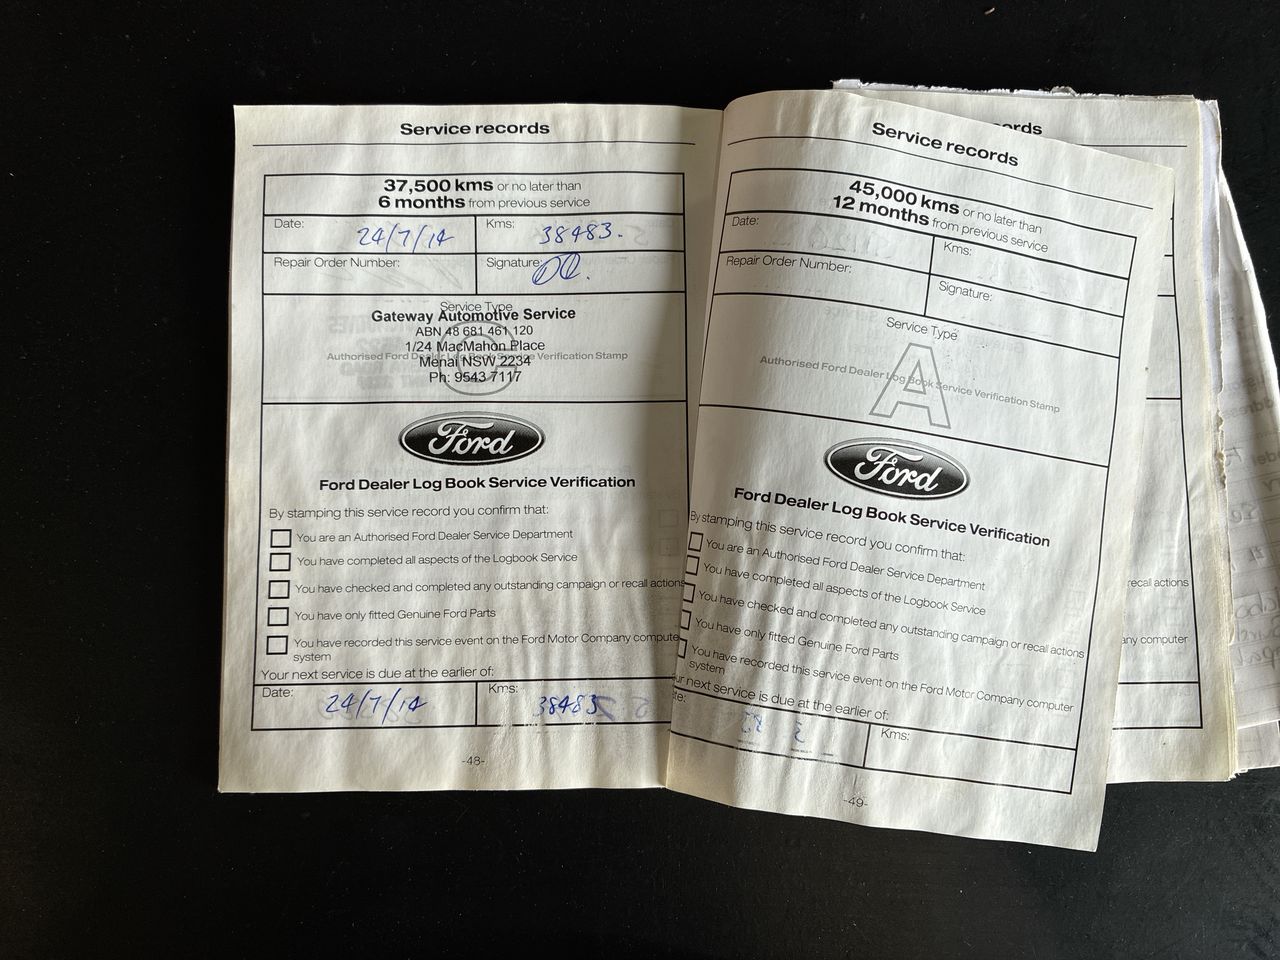 Service records
37,500 kms or no later than
6 months from previous service
Date: 24/7/14 Kms: 38483.
Repair Order Number: Signature:
Service Type
Gateway Automotive Service
ABN 48 681 461 120
1/24 MacMahon Place
Authorised Ford Dealer Log Book Service Verification Stamp
Menai NSW 2234
Ph: 9543 7117
Ford
Ford Dealer Log Book Service Verification
By stamping this service record you confirm that:
You are an Authorised Ford Dealer Service Department
You have completed all aspects of the Logbook Service
You have checked and completed any outstanding campaign or recall actions
You have only fitted Genuine Ford Parts
You have recorded this service event on the Ford Motor Company compute
system
Your next service is due at the earlier of:
Date: 24/7/14 Kms: 38483
-48-
Service records
45,000 kms or no later than
12 months from previous service
Date: Kms:
Repair Order Number: Signature:
Service Type
A
Authorised Ford Dealer Log Book Service Verification Stamp
Ford
Ford Dealer Log Book Service Verification
By stamping this service record you confirm that:
You are an Authorised Ford Dealer Service Department
You have completed all aspects of the Logbook Service
You have checked and completed any outstanding campaign or recall actions
You have only fitted Genuine Ford Parts
You have recorded this service event on the Ford Motor Company computer
system
ur next service is due at the earlier of:
te: Kms:
-49-
ords
recall actions
any computer